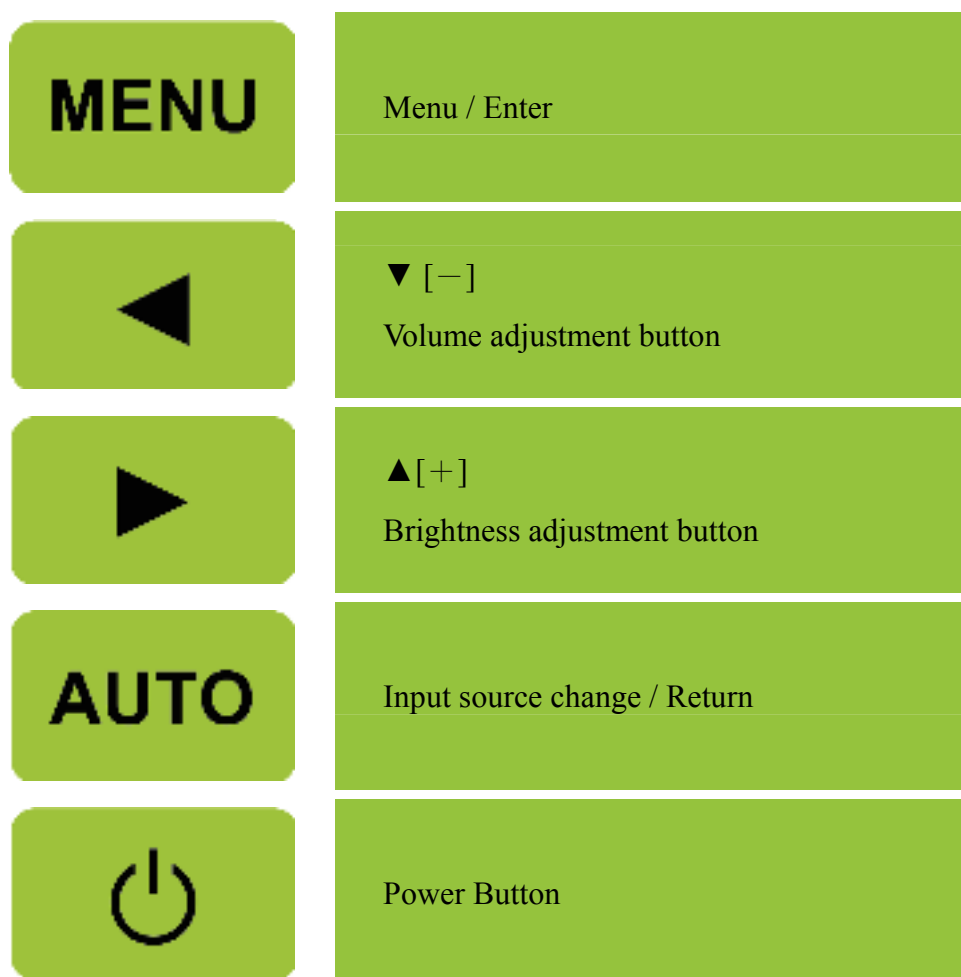 MENU
Menu / Enter
◀
▼ [－]
Volume adjustment button
▶
▲[＋]
Brightness adjustment button
AUTO
Input source change / Return
Power Button